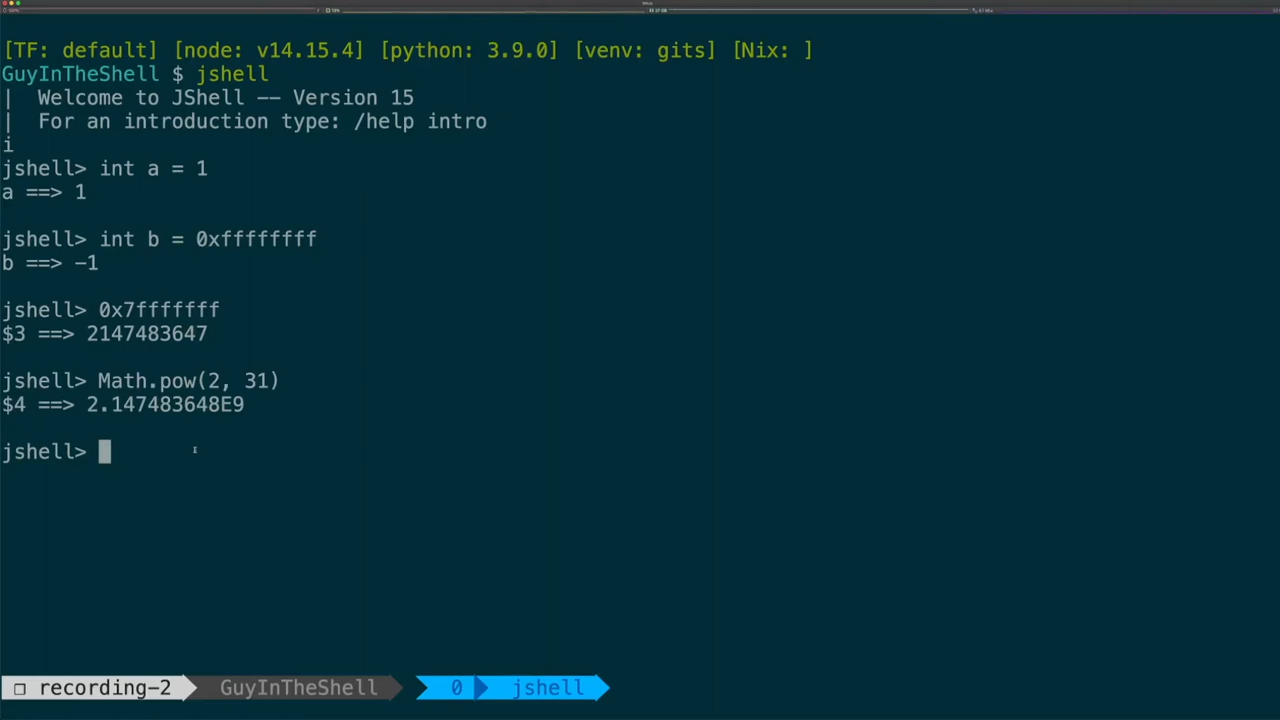 [TF: default] [node: v14.15.4] [python: 3.9.0] [venv: gits] [Nix: ]
GuyInTheShell $ jshell
|  Welcome to JShell -- Version 15
|  For an introduction type: /help intro
i
jshell> int a = 1
a ==> 1
jshell> int b = 0xffffffff
b ==> -1
jshell> 0x7fffffff
$3 ==> 2147483647
jshell> Math.pow(2, 31)
$4 ==> 2.147483648E9
jshell>
recording-2 GuyInTheShell 0 jshell